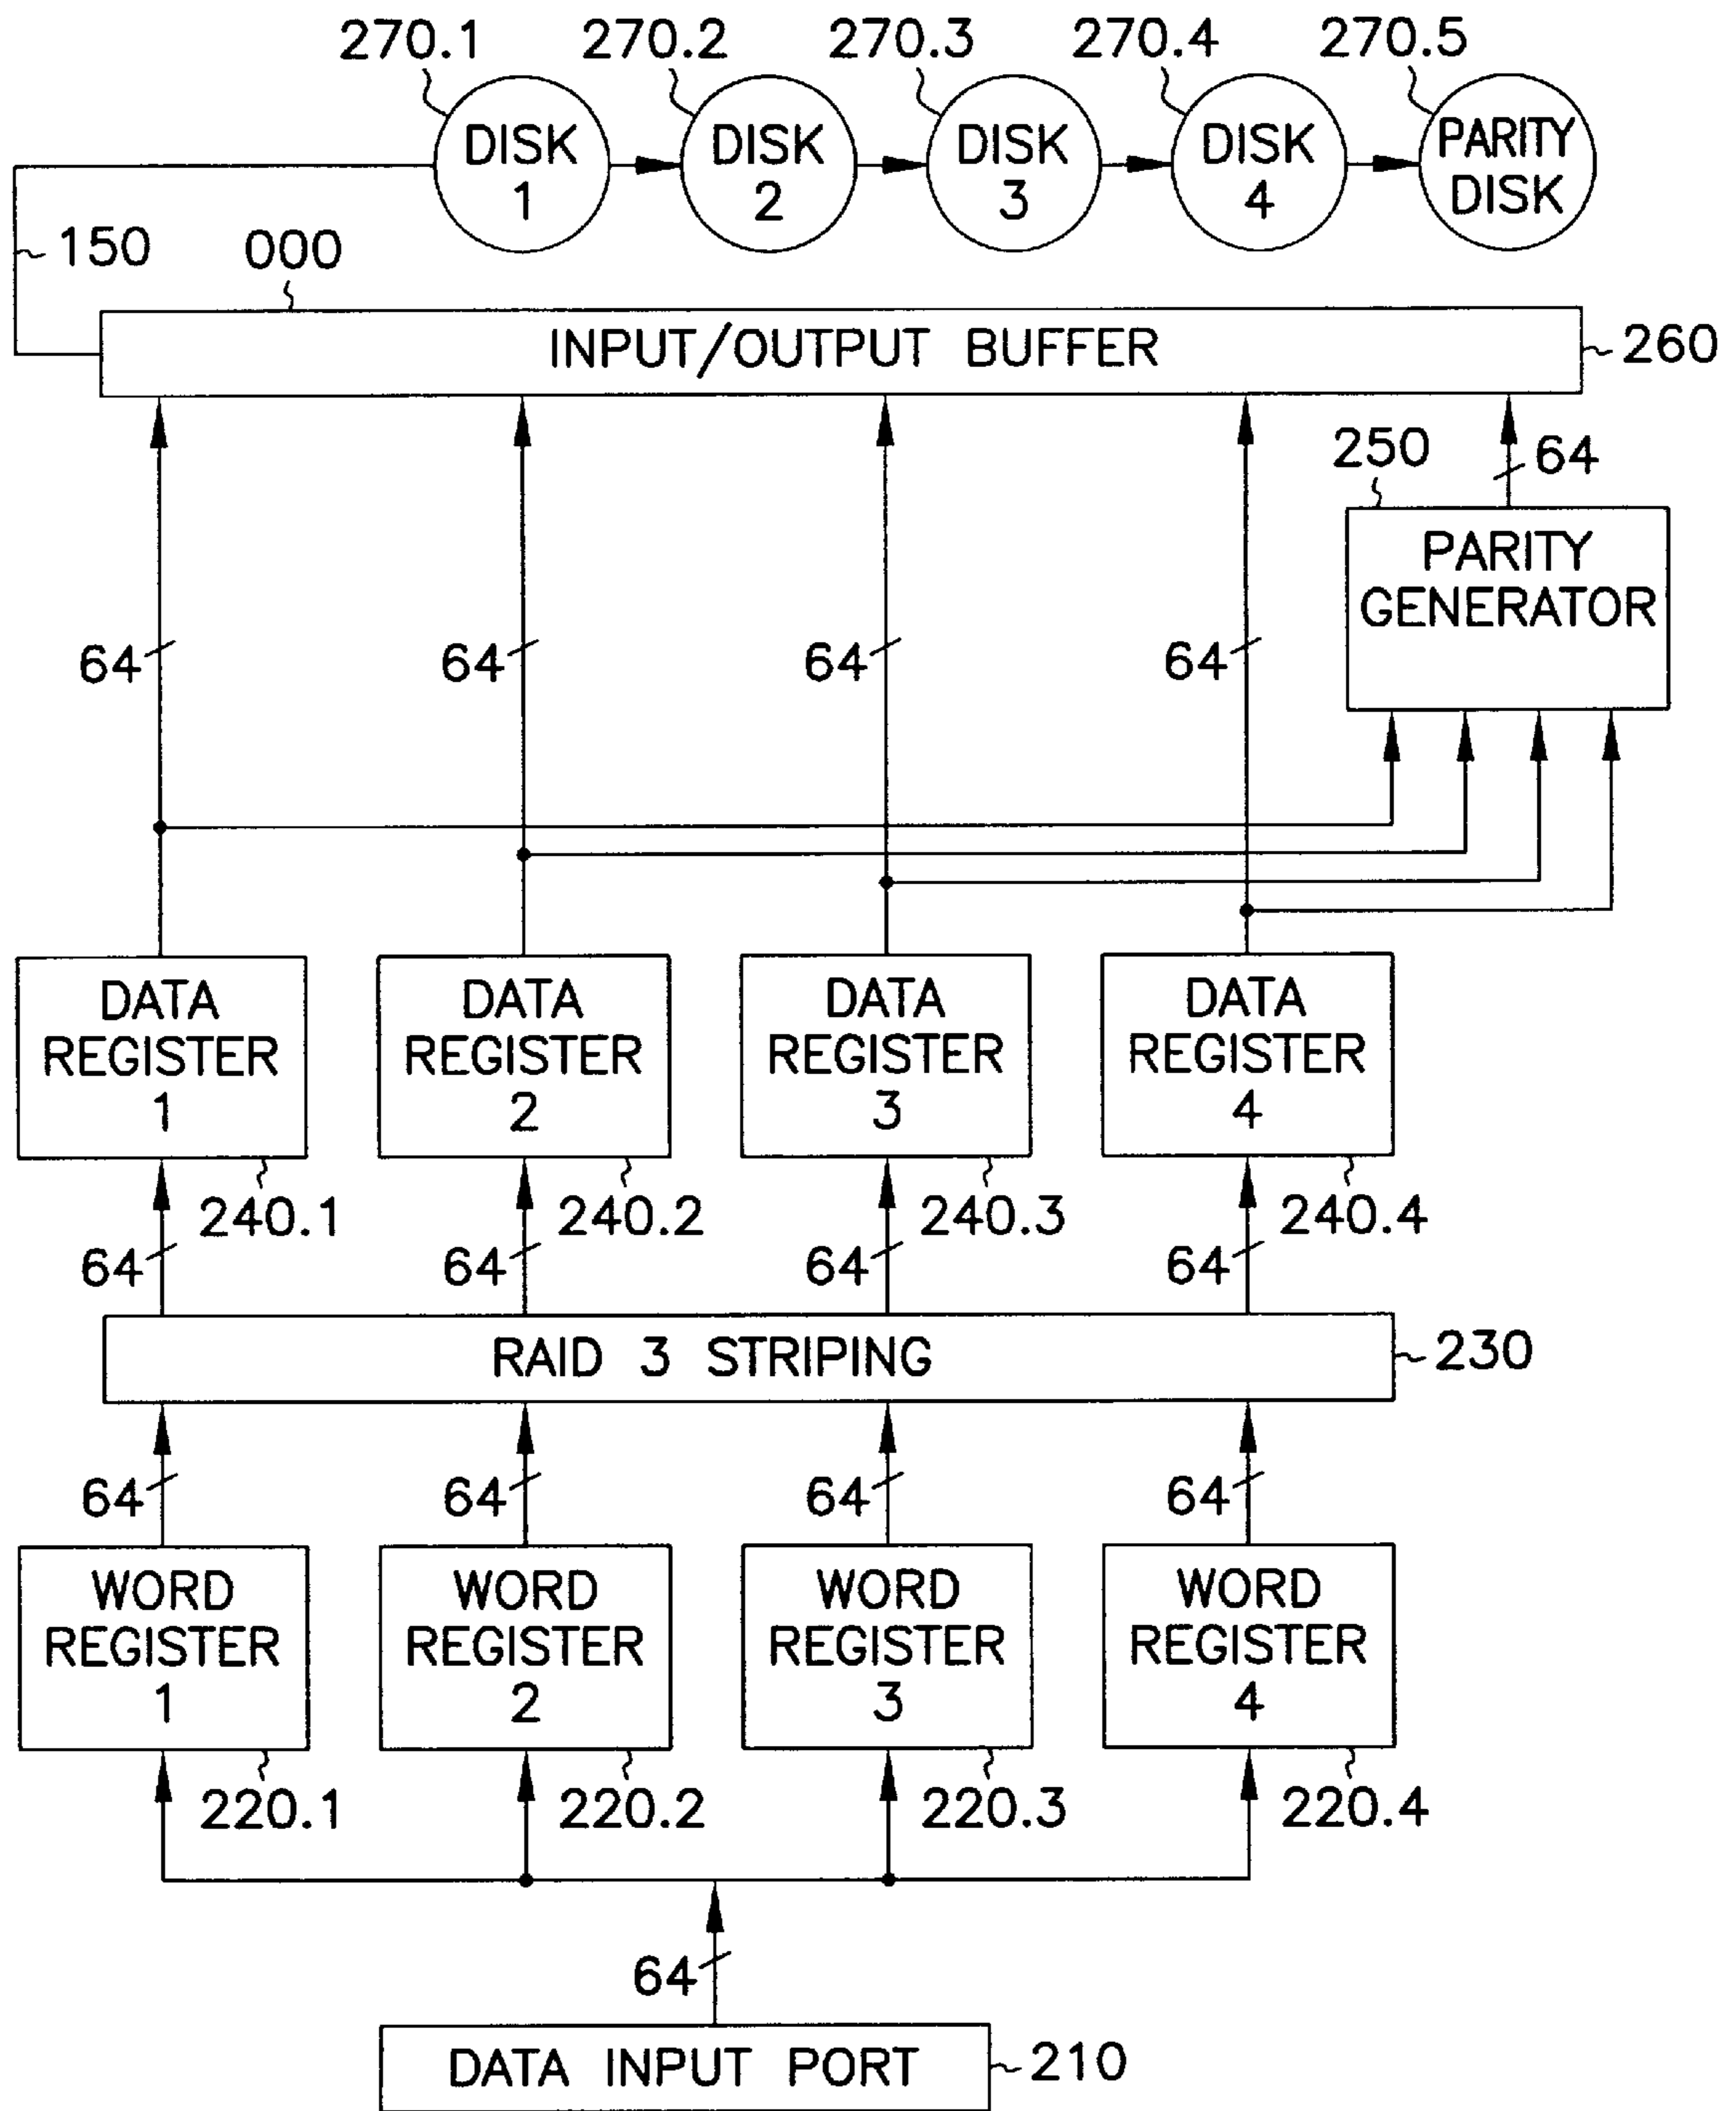 270.1 270.2 270.3 270.4 270.5
DISK
1
DISK
2
DISK
3
DISK
4
PARITY
DISK
150
000
INPUT/OUTPUT BUFFER
260
250
64
PARITY
GENERATOR
64 64 64 64
DATA
REGISTER
1
DATA
REGISTER
2
DATA
REGISTER
3
DATA
REGISTER
4
240.1 240.2 240.3 240.4
64 64 64 64
RAID 3 STRIPING
230
64 64 64 64
WORD
REGISTER
1
WORD
REGISTER
2
WORD
REGISTER
3
WORD
REGISTER
4
220.1 220.2 220.3 220.4
64
DATA INPUT PORT
210